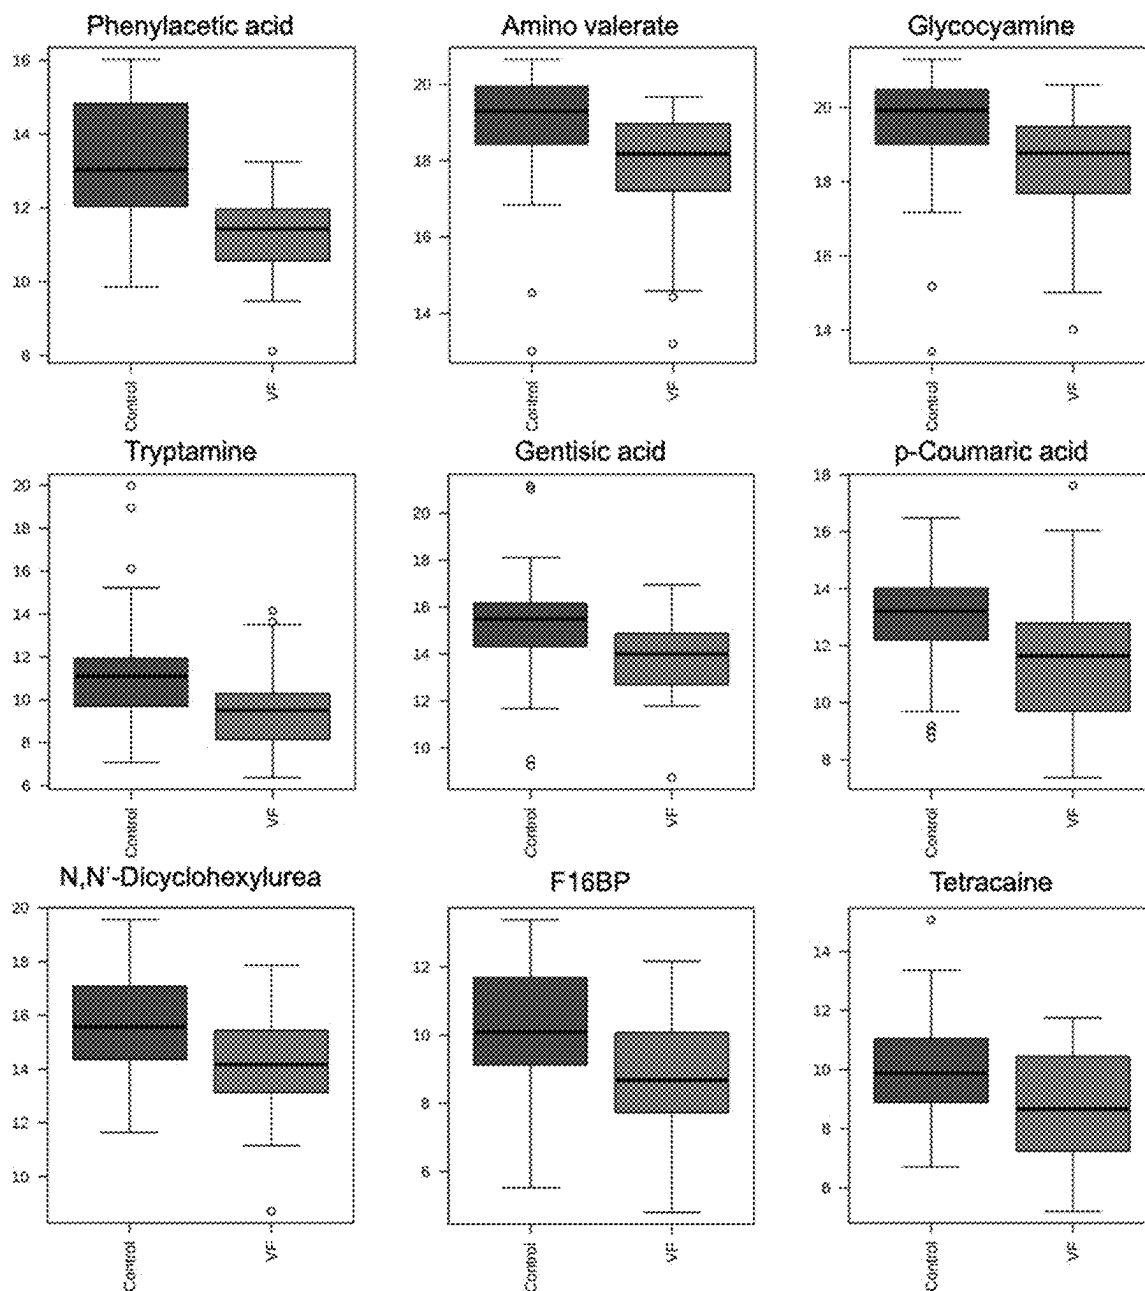 Phenylacetic acid
16
14
12
10
8
Control
VF
Amino valerate
20
18
16
14
Control
VF
Glycocyamine
20
18
16
14
Control
VF
Tryptamine
20
18
16
14
12
10
8
6
Control
VF
Gentisic acid
20
18
16
14
12
10
Control
VF
p-Coumaric acid
18
16
14
12
10
8
Control
VF
N,N'-Dicyclohexylurea
20
18
16
14
12
10
Control
VF
F16BP
12
10
8
6
Control
VF
Tetracaine
14
12
10
8
6
Control
VF